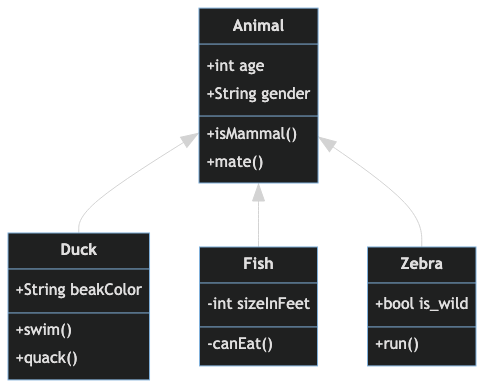 Animal
+int age
+String gender
+isMammal()
+mate()
Duck
+String beakColor
+swim()
+quack()
Fish
-int sizeInFeet
-canEat()
Zebra
+bool is_wild
+run()